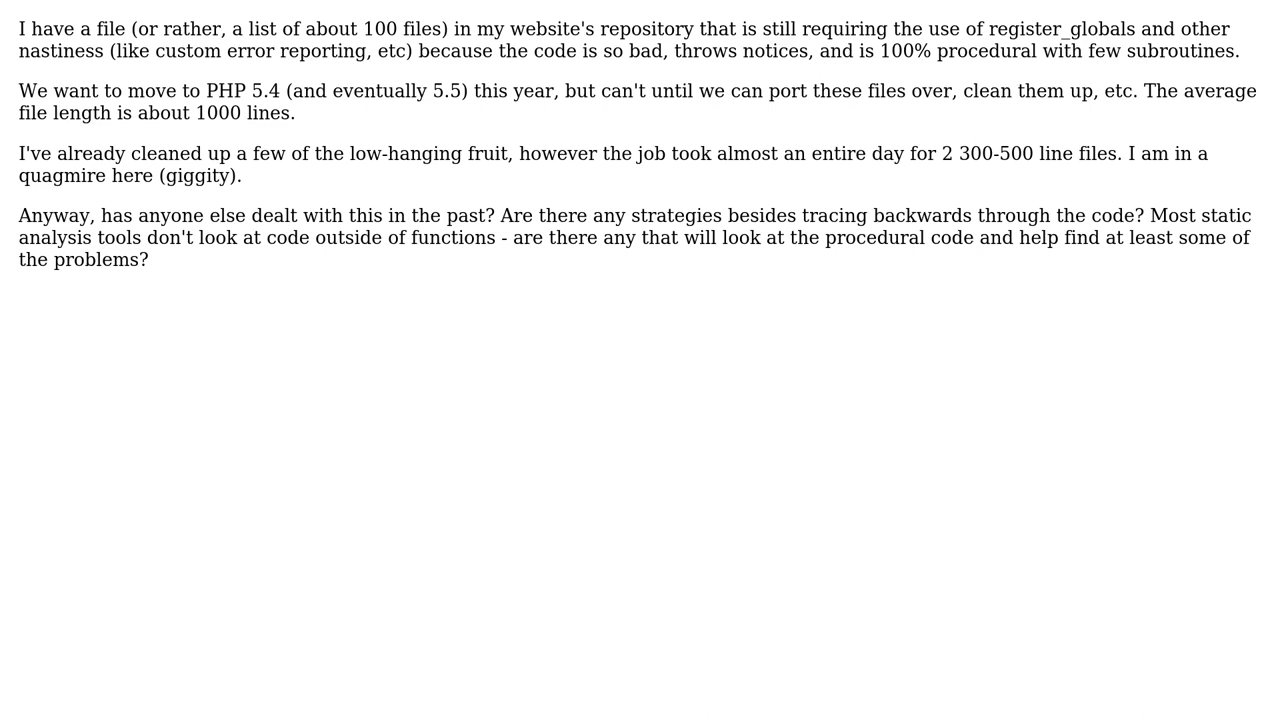 I have a file (or rather, a list of about 100 files) in my website's repository that is still requiring the use of register_globals and other
nastiness (like custom error reporting, etc) because the code is so bad, throws notices, and is 100% procedural with few subroutines.
We want to move to PHP 5.4 (and eventually 5.5) this year, but can't until we can port these files over, clean them up, etc. The average
file length is about 1000 lines.
I've already cleaned up a few of the low-hanging fruit, however the job took almost an entire day for 2 300-500 line files. I am in a
quagmire here (giggity).
Anyway, has anyone else dealt with this in the past? Are there any strategies besides tracing backwards through the code? Most static
analysis tools don't look at code outside of functions - are there any that will look at the procedural code and help find at least some of
the problems?